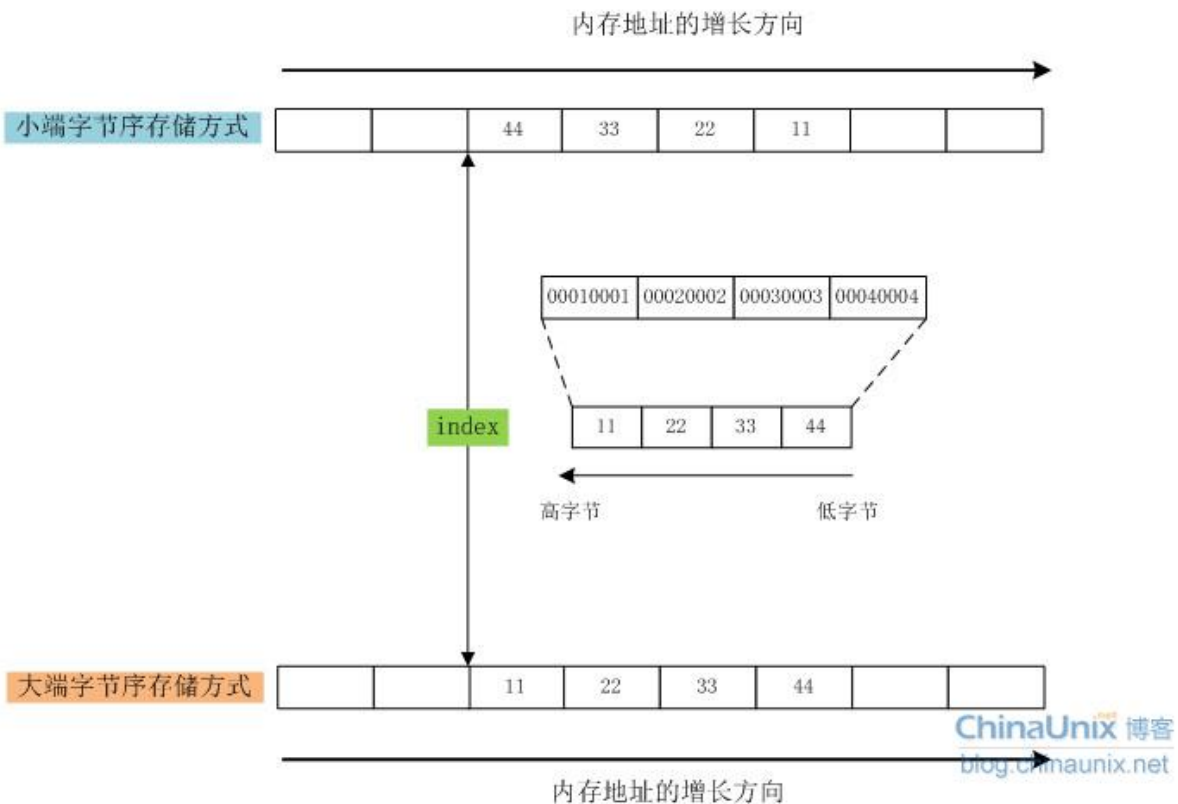 内存地址的增长方向
小端字节序存储方式
44 33 22 11
00010001 00020002 00030003 00040004
index
11 22 33 44
高字节 低字节
大端字节序存储方式
11 22 33 44
ChinaUnix.net 博客
blog.chinaunix.net
内存地址的增长方向